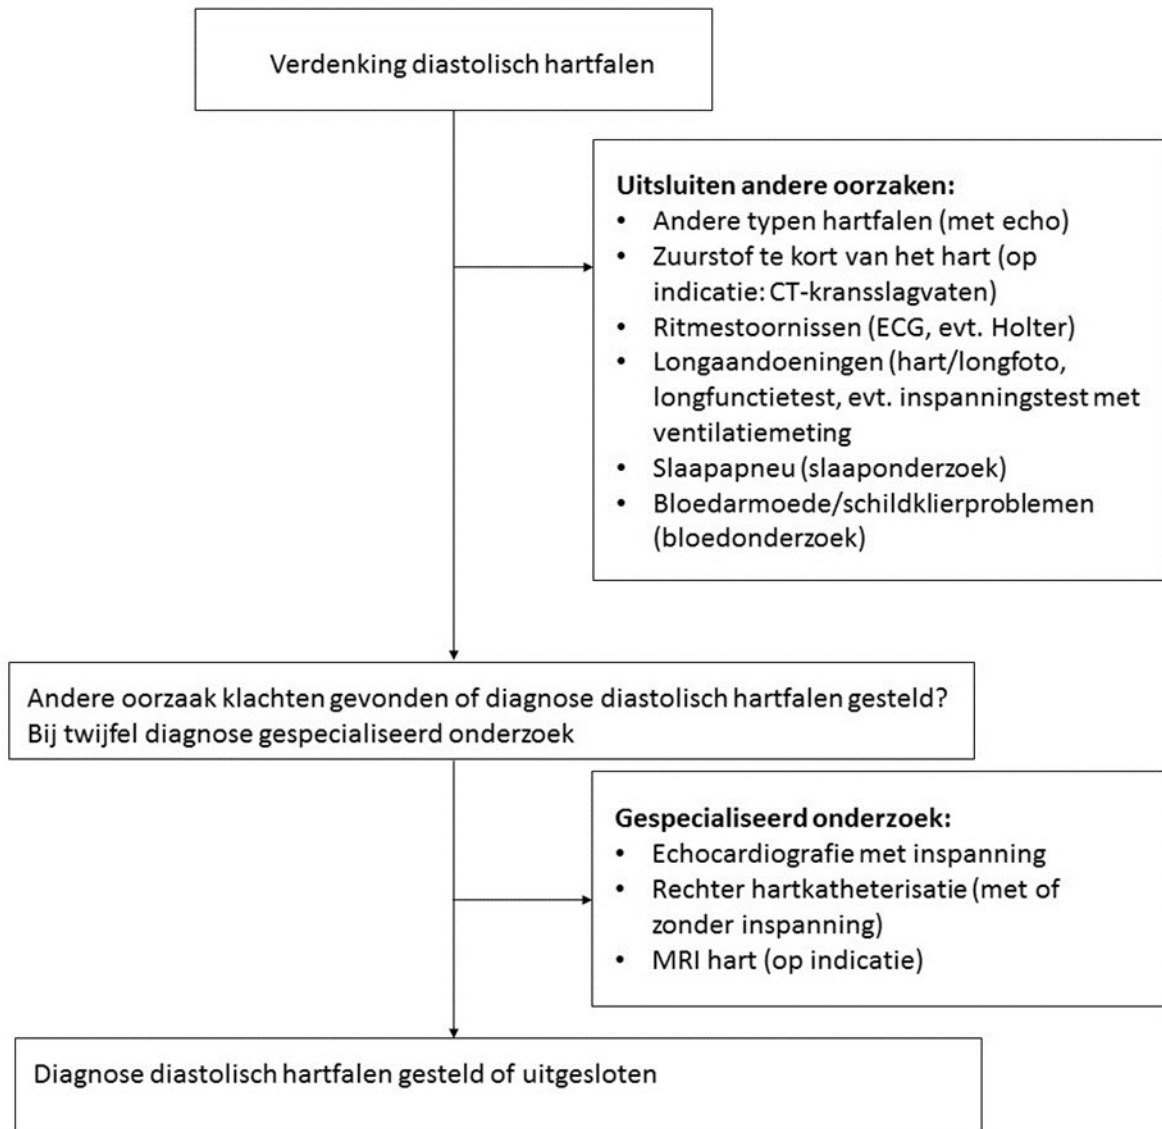 Verdenking diastolisch hartfalen
Uitsluiten andere oorzaken:
• Andere typen hartfalen (met echo)
• Zuurstof te kort van het hart (op
indicatie: CT-kransslagvaten)
• Ritmestoornissen (ECG, evt. Holter)
• Longaandoeningen (hart/longfoto,
longfunctietest, evt. inspanningstest met
ventilatiemeting
• Slaapapneu (slaaponderzoek)
• Bloedarmoede/schildklierproblemen
(bloedonderzoek)
Andere oorzaak klachten gevonden of diagnose diastolisch hartfalen gesteld?
Bij twijfel diagnose gespecialiseerd onderzoek
Gespecialiseerd onderzoek:
• Echocardiografie met inspanning
• Rechter hartkatheterisatie (met of
zonder inspanning)
• MRI hart (op indicatie)
Diagnose diastolisch hartfalen gesteld of uitgesloten